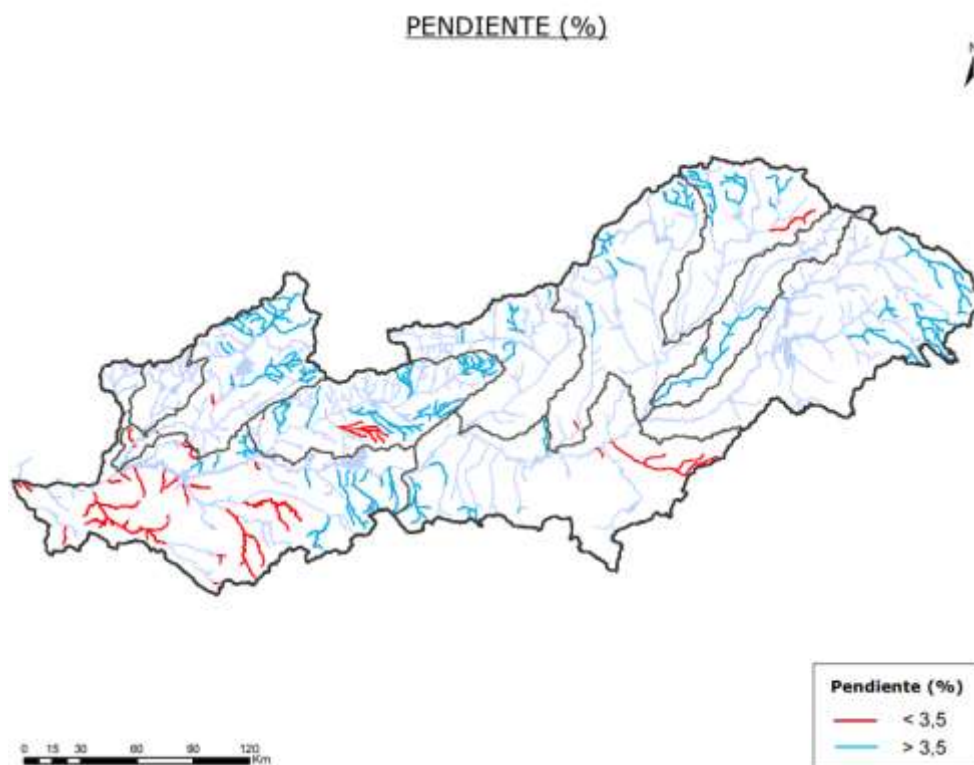 PENDIENTE (%)
N
Pendiente (%)
< 3,5
> 3,5
0 15 30 60 90 120
Km